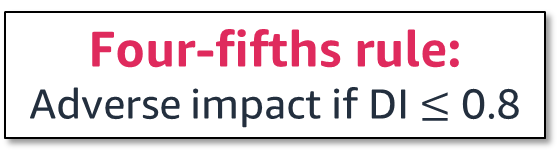 Four-fifths rule:
Adverse impact if DI ≤ 0.8